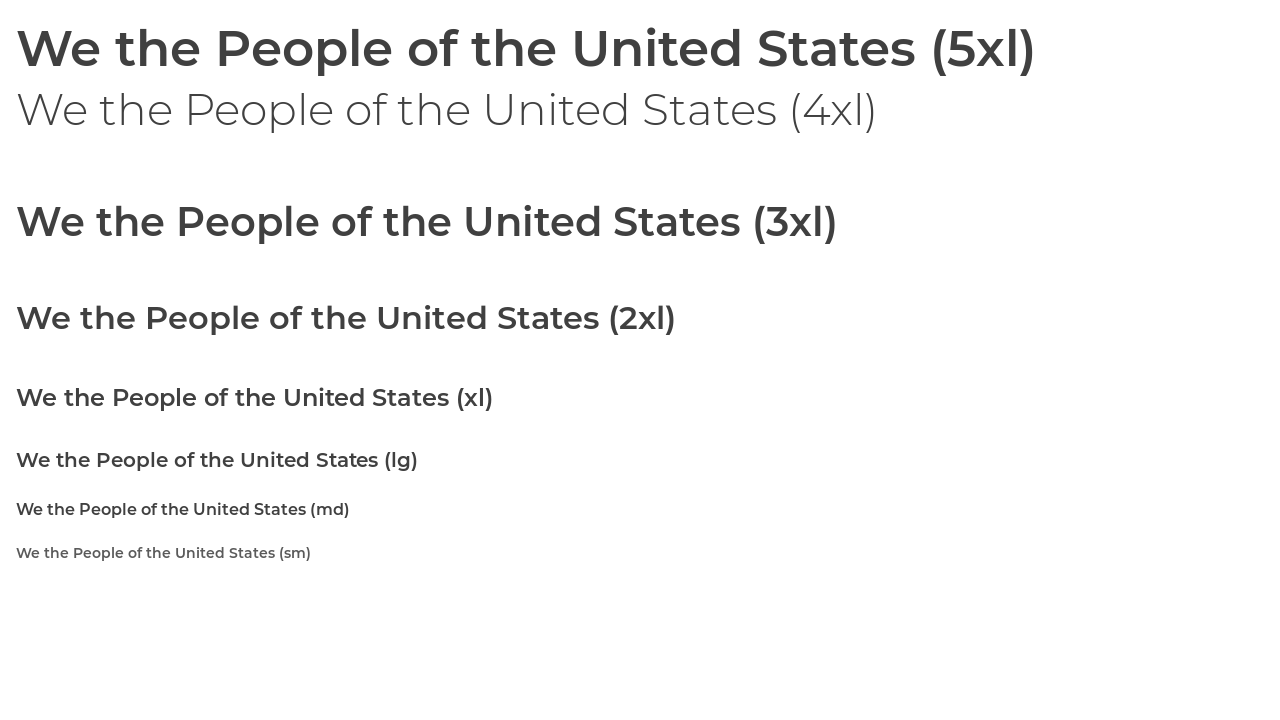 We the People of the United States (5xl)
We the People of the United States (4xl)
We the People of the United States (3xl)
We the People of the United States (2xl)
We the People of the United States (xl)
We the People of the United States (lg)
We the People of the United States (md)
We the People of the United States (sm)